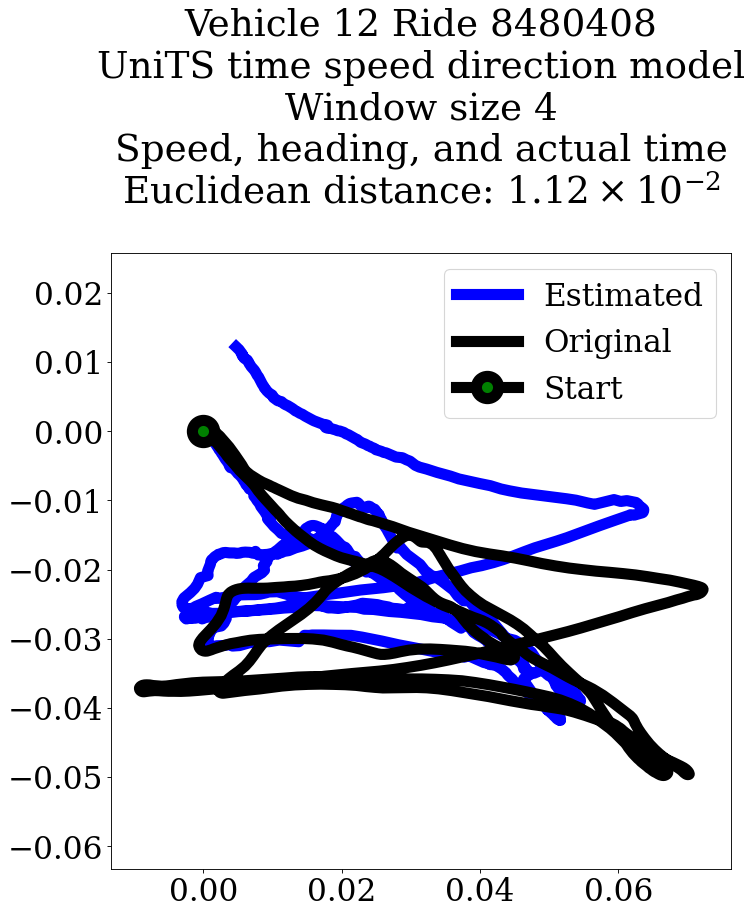 Vehicle 12 Ride 8480408
UniTS time speed direction model
Window size 4
Speed, heading, and actual time
Euclidean distance: 1.12 × 10⁻²
Estimated
Original
Start
0.02
0.01
0.00
−0.01
−0.02
−0.03
−0.04
−0.05
−0.06
0.00 0.02 0.04 0.06